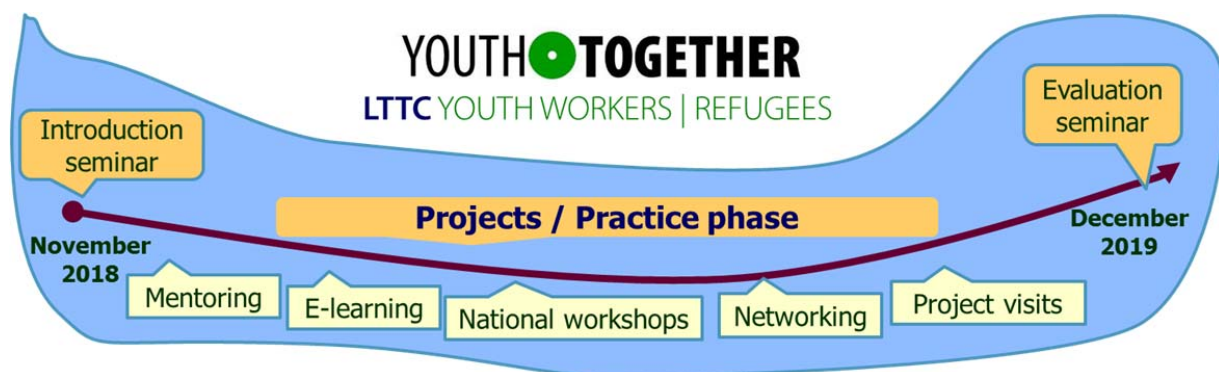 YOUTH TOGETHER
LTTC YOUTH WORKERS | REFUGEES
Introduction
seminar
Evaluation
seminar
Projects / Practice phase
November
2018
December
2019
Mentoring
E-learning
National workshops
Networking
Project visits